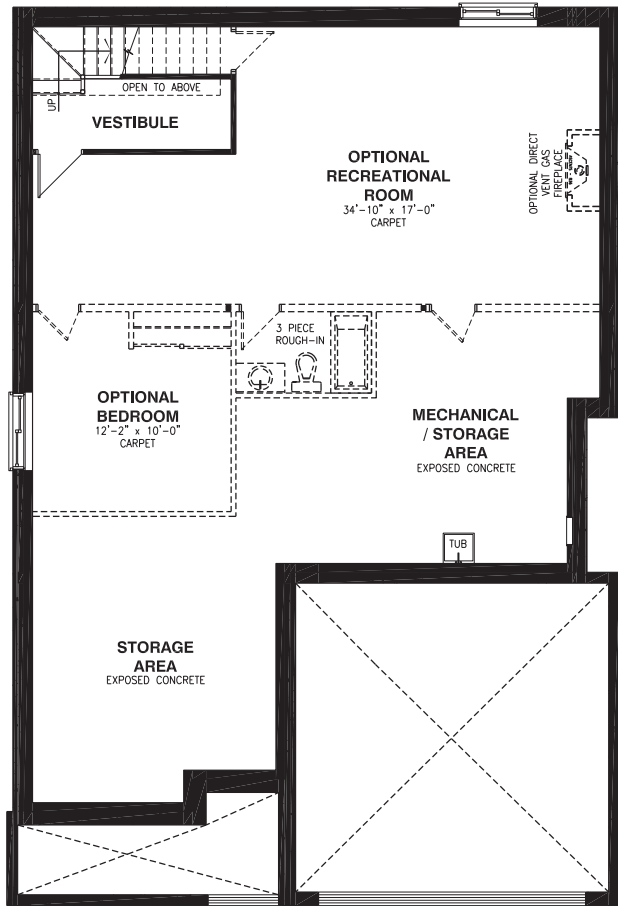 OPEN TO ABOVE
UP
VESTIBULE
OPTIONAL
RECREATIONAL
ROOM
34'-10" x 17'-0"
CARPET
OPTIONAL DIRECT
VENT GAS
FIREPLACE
3 PIECE
ROUGH-IN
OPTIONAL
BEDROOM
12'-2" x 10'-0"
CARPET
MECHANICAL
/ STORAGE
AREA
EXPOSED CONCRETE
TUB
STORAGE
AREA
EXPOSED CONCRETE